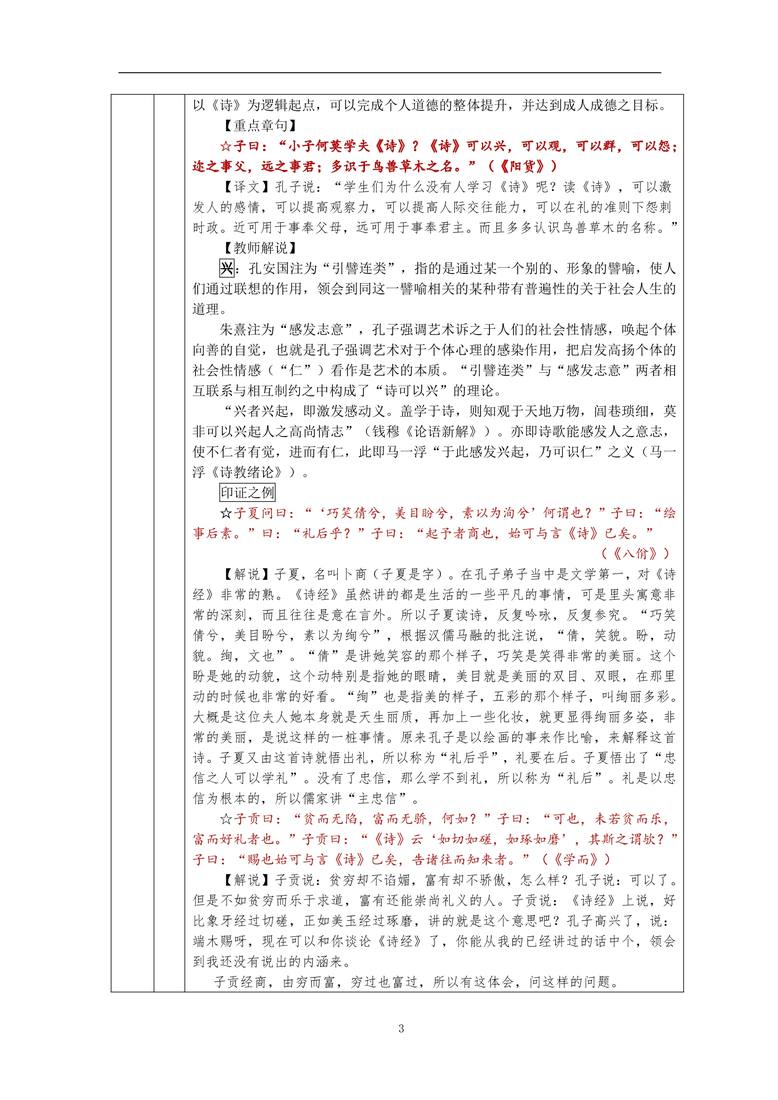 以《诗》为逻辑起点，可以完成个人道德的整体提升，并达到成人成德之目标。
【重点章句】
☆子曰：“小子何莫学夫《诗》？《诗》可以兴，可以观，可以群，可以怨；
迩之事父，远之事君；多识于鸟兽草木之名。”（《阳货》）
【译文】孔子说：“学生们为什么没有人学习《诗》呢？读《诗》，可以激
发人的感情，可以提高观察力，可以提高人际交往能力，可以在礼的准则下怨刺
时政。近可用于事奉父母，远可用于事奉君主。而且多多认识鸟兽草木的名称。”
【教师解说】
兴：孔安国注为“引譬连类”，指的是通过某一个别的、形象的譬喻，使人
们通过联想的作用，领会到同这一譬喻相关的某种带有普遍性的关于社会人生的
道理。
朱熹注为“感发志意”，孔子强调艺术诉之于人们的社会性情感，唤起个体
向善的自觉，也就是孔子强调艺术对于个体心理的感染作用，把启发高扬个体的
社会性情感（“仁”）看作是艺术的本质。“引譬连类”与“感发志意”两者相
互联系与相互制约之中构成了“诗可以兴”的理论。
“兴者兴起，即激发感动义。盖学于诗，则知观于天地万物，闾巷琐细，莫
非可以兴起人之高尚情志”（钱穆《论语新解》）。亦即诗歌能感发人之意志，
使不仁者有觉，进而有仁，此即马一浮“于此感发兴起，乃可识仁”之义（马一
浮《诗教绪论》）。
印证之例
☆子夏问曰：“‘巧笑倩兮，美目盼兮，素以为绚兮’何谓也？”子曰：“绘
事后素。”曰：“礼后乎？”子曰：“起予者商也，始可与言《诗》已矣。”
（《八佾》）
【解说】子夏，名叫卜商（子夏是字）。在孔子弟子当中是文学第一，对《诗
经》非常的熟。《诗经》虽然讲的都是生活的一些平凡的事情，可是里头寓意非
常的深刻，而且往往是意在言外。所以子夏读诗，反复吟咏，反复参究。“巧笑
倩兮，美目盼兮，素以为绚兮”，根据汉儒马融的批注说，“倩，笑貌。盼，动
貌。绚，文也”。“倩”是讲她笑容的那个样子，巧笑是笑得非常的美丽。这个
盼是她的动貌，这个动特别是指她的眼睛，美目就是美丽的双目、双眼，在那里
动的时候也非常的好看。“绚”也是指美的样子，五彩的那个样子，叫绚丽多彩。
大概是这位夫人她本身就是天生丽质，再加上一些化妆，就更显得绚丽多姿，非
常的美丽，是说这样的一桩事情。原来孔子是以绘画的事来作比喻，来解释这首
诗。子夏又由这首诗就悟出礼，所以称为“礼后乎”，礼要在后。子夏悟出了“忠
信之人可以学礼”。没有了忠信，那么学不到礼，所以称为“礼后”。礼是以忠
信为根本的，所以儒家讲“主忠信”。
☆子贡曰：“贫而无陷，富而无骄，何如？”子曰：“可也，未若贫而乐，
富而好礼者也。”子贡曰：“《诗》云‘如切如磋，如琢如磨’，其斯之谓欤？”
子曰：“赐也始可与言《诗》已矣，告诸往而知来者。”（《学而》）
【解说】子贡说：贫穷却不谄媚，富有却不骄傲，怎么样？孔子说：可以了。
但是不如贫穷而乐于求道，富有还能崇尚礼义的人。子贡说：《诗经》上说，好
比象牙经过切磋，正如美玉经过琢磨，讲的就是这个意思吧？孔子高兴了，说：
端木赐呀，现在可以和你谈论《诗经》了，你能从我的已经讲过的话中个，领会
到我还没有说出的内涵来。
子贡经商，由穷而富，穷过也富过，所以有这体会，问这样的问题。
3